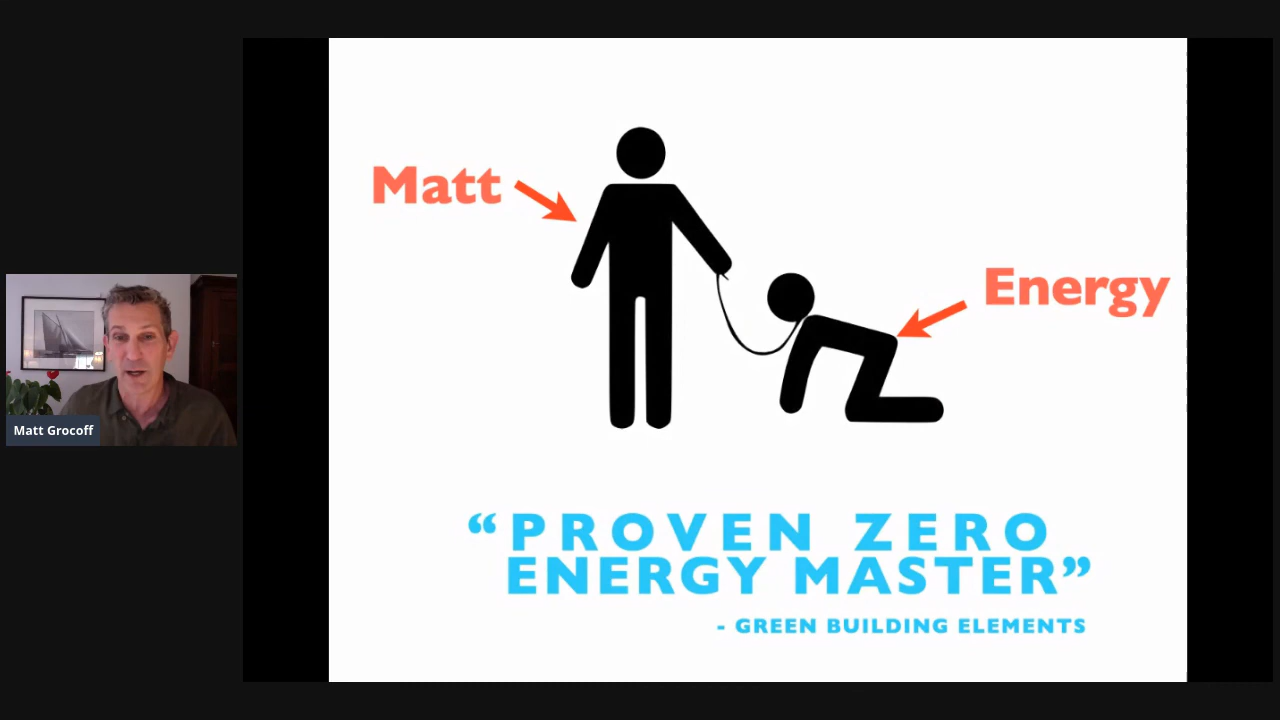 Matt
Energy
Matt Grocoff
“PROVEN ZERO
ENERGY MASTER”
- GREEN BUILDING ELEMENTS